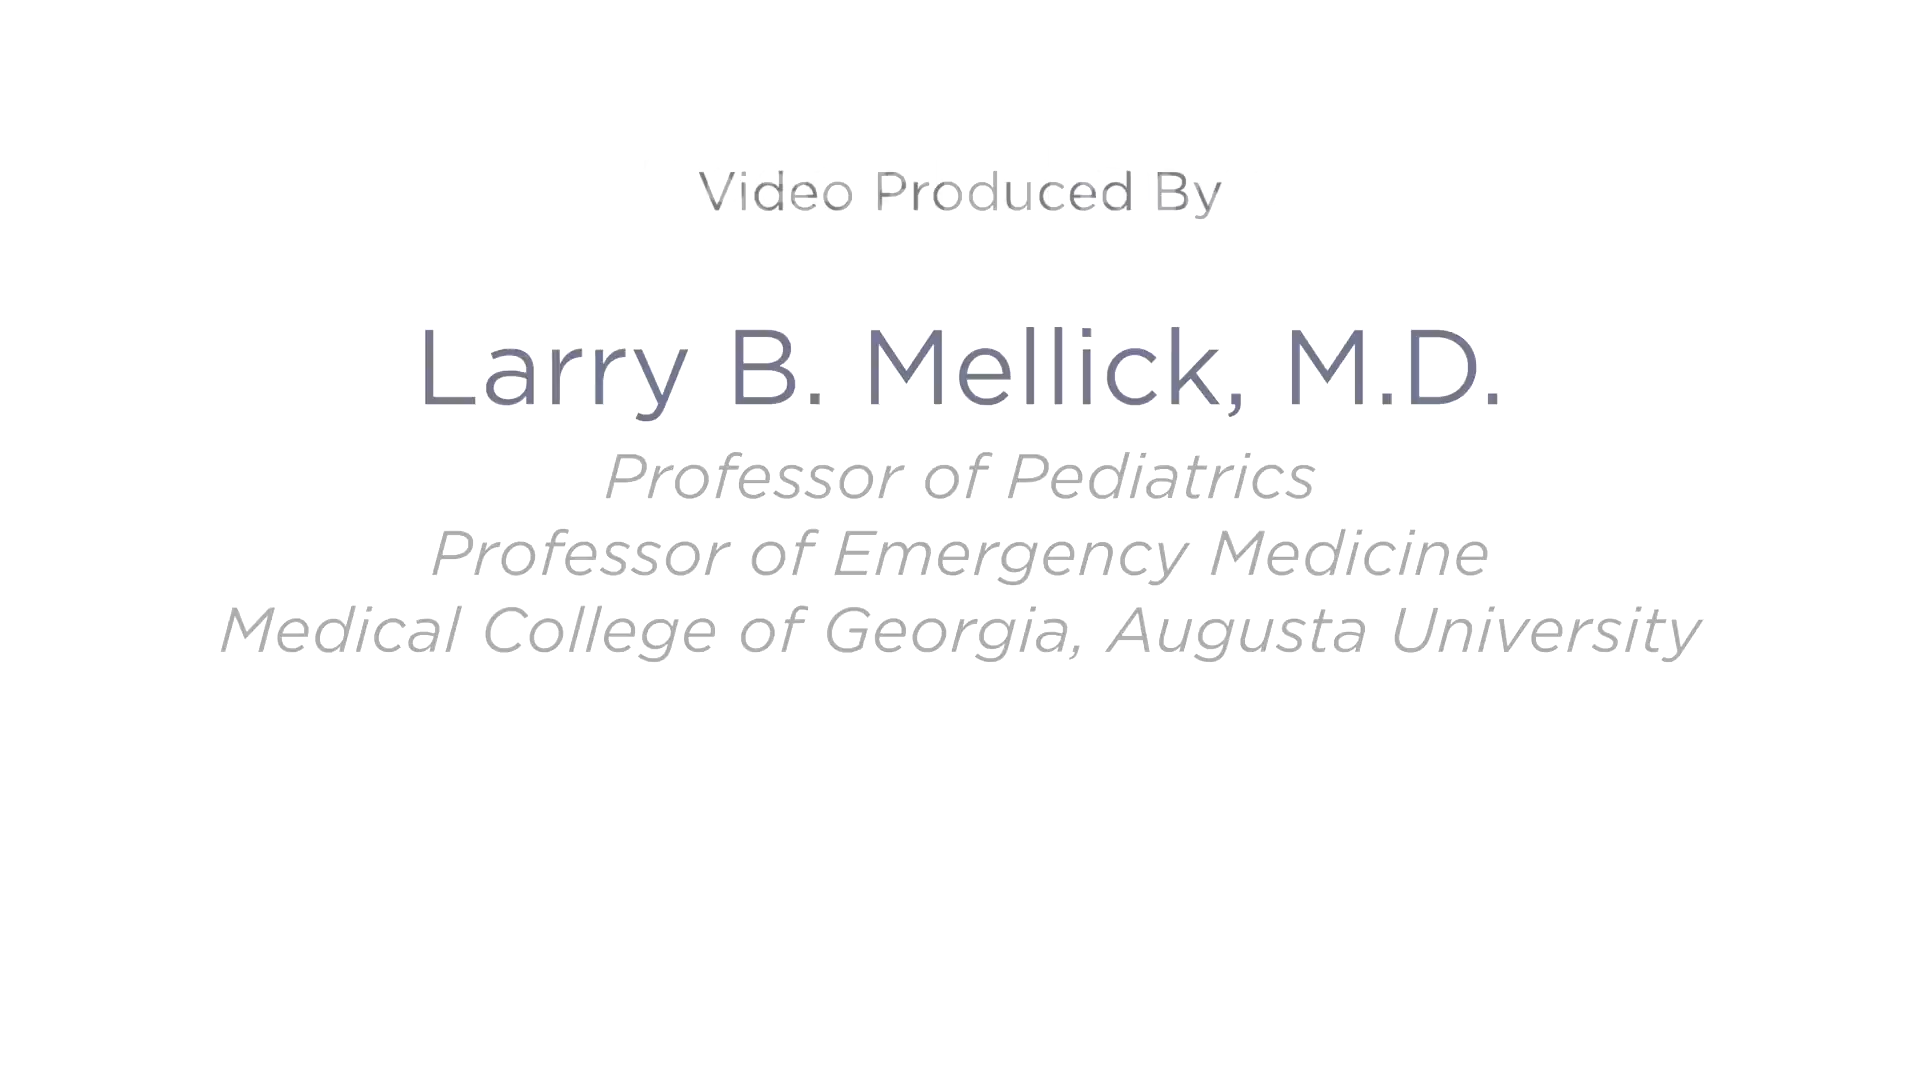 Video Produced By
Larry B. Mellick, M.D.
Professor of Pediatrics
Professor of Emergency Medicine
Medical College of Georgia, Augusta University